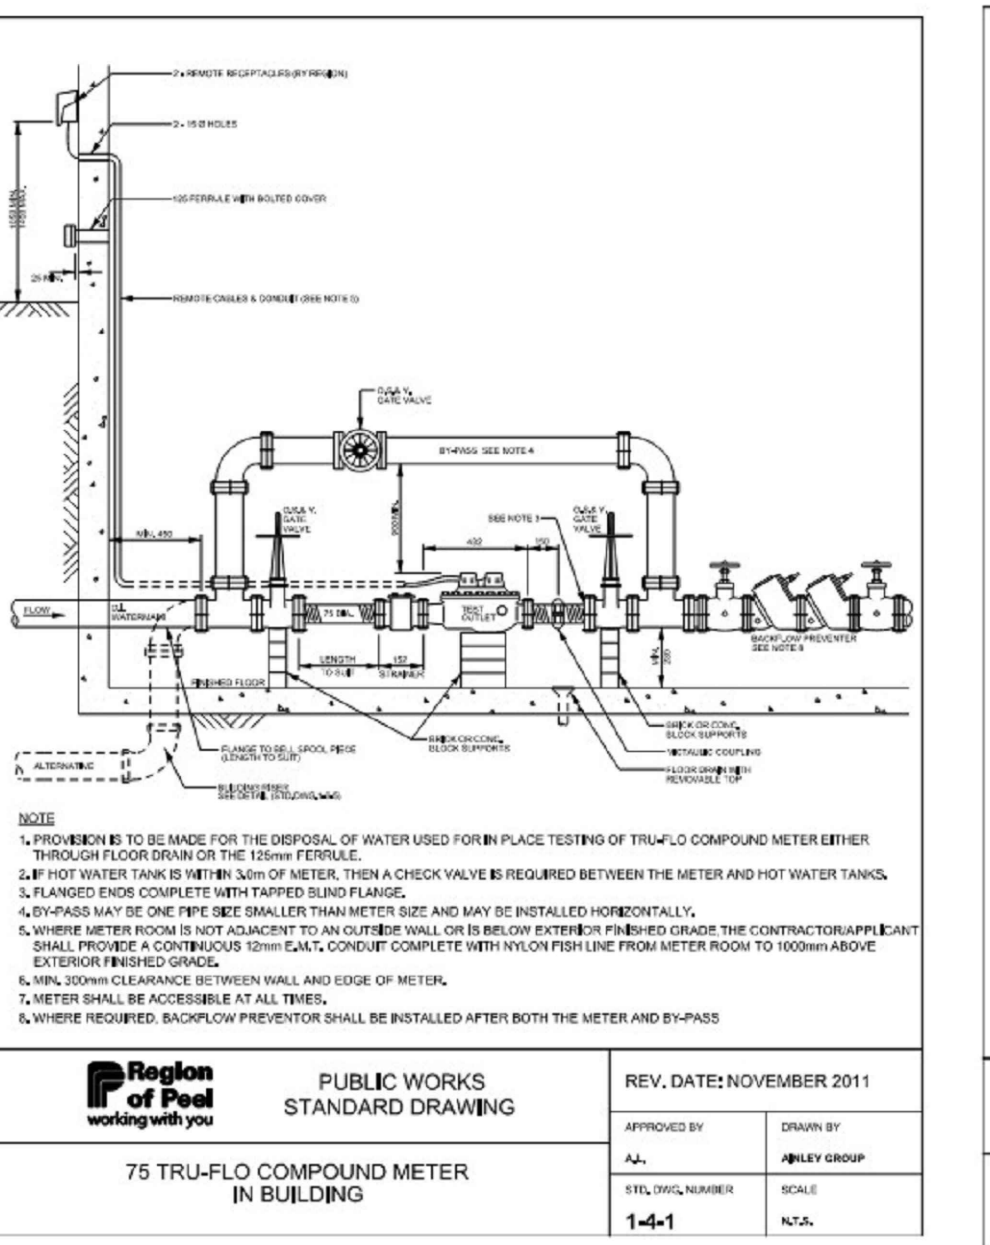 2 - REMOTE RECEPTACLES (BY REGION)
2 - 15 Ø HOLES
125 FERRULE WITH BOLTED COVER
25 MIN.
REMOTE CABLES & CONDUIT (SEE NOTE 5)
O.S.& Y.
GATE VALVE
BY-PASS SEE NOTE 4
O.S.& Y.
GATE
VALVE
SEE NOTE 3
O.S.& Y.
GATE
VALVE
MIN. 450
432
150
FLOW
D.I.
WATERMAIN
75 DIA.
TEST
OUTLET
LENGTH
TO SUIT
152
STRAINER
MIN.
BACKFLOW PREVENTER
SEE NOTE 8
FINISHED FLOOR
BRICK OR CONC.
BLOCK SUPPORTS
BRICK OR CONC.
BLOCK SUPPORTS
VICTAULIC COUPLING
FLOOR DRAIN WITH
REMOVABLE TOP
FLANGE TO BELL SPOOL PIECE
(LENGTH TO SUIT)
ALTERNATIVE
BUILDING RISER
SEE DETAIL (STD.DWG.
NOTE
1. PROVISION IS TO BE MADE FOR THE DISPOSAL OF WATER USED FOR IN PLACE TESTING OF TRU-FLO COMPOUND METER EITHER
THROUGH FLOOR DRAIN OR THE 125mm FERRULE.
2. IF HOT WATER TANK IS WITHIN 3.0m OF METER, THEN A CHECK VALVE IS REQUIRED BETWEEN THE METER AND HOT WATER TANKS.
3. FLANGED ENDS COMPLETE WITH TAPPED BLIND FLANGE.
4. BY-PASS MAY BE ONE PIPE SIZE SMALLER THAN METER SIZE AND MAY BE INSTALLED HORIZONTALLY.
5. WHERE METER ROOM IS NOT ADJACENT TO AN OUTSIDE WALL OR IS BELOW EXTERIOR FINISHED GRADE,THE CONTRACTOR/APPLICANT
SHALL PROVIDE A CONTINUOUS 12mm E.M.T. CONDUIT COMPLETE WITH NYLON FISH LINE FROM METER ROOM TO 1000mm ABOVE
EXTERIOR FINISHED GRADE.
6. MIN. 300mm CLEARANCE BETWEEN WALL AND EDGE OF METER.
7. METER SHALL BE ACCESSIBLE AT ALL TIMES.
8. WHERE REQUIRED, BACKFLOW PREVENTOR SHALL BE INSTALLED AFTER BOTH THE METER AND BY-PASS
Region
of Peel
working with you
PUBLIC WORKS
STANDARD DRAWING
REV. DATE: NOVEMBER 2011
APPROVED BY
A.L.
DRAWN BY
AINLEY GROUP
75 TRU-FLO COMPOUND METER
IN BUILDING
STD. DWG. NUMBER
1-4-1
SCALE
N.T.S.